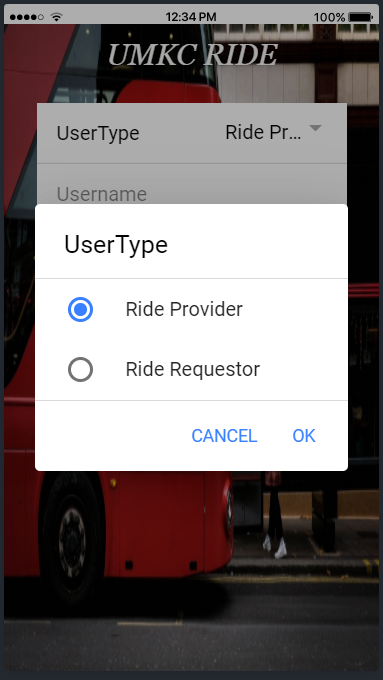 12:34 PM 100%
UMKC RIDE
UserType Ride Pr...
Username
UserType
Ride Provider
Ride Requestor
CANCEL OK